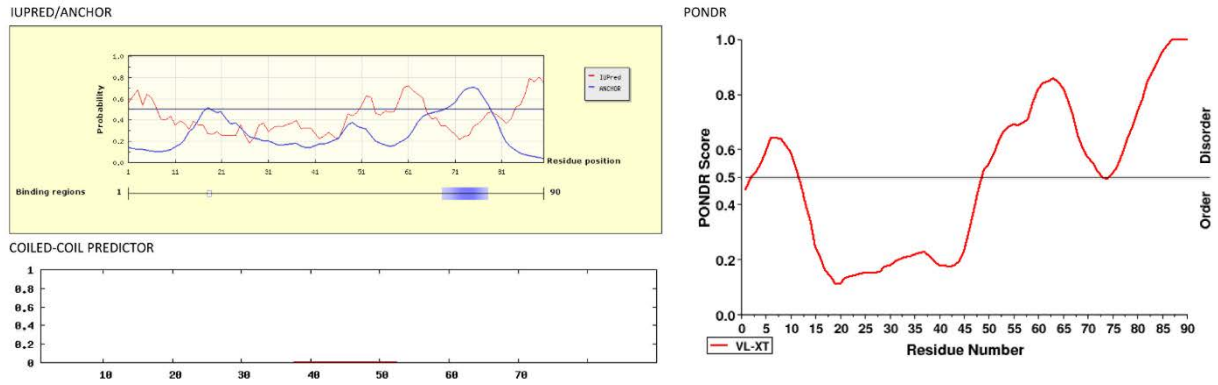 IUPRED/ANCHOR
1.0
0.8
0.6
0.4
0.2
0.0
Probability
1 11 21 31 41 51 61 71 81
Residue position
IUPred
ANCHOR
Binding regions 1 90
COILED-COIL PREDICTOR
1
0.8
0.6
0.4
0.2
0
10 20 30 40 50 60 70
PONDR
1.0
0.8
0.6
0.5
0.4
0.2
0.0
PONDR Score
Disorder
Order
0 5 10 15 20 25 30 35 40 45 50 55 60 65 70 75 80 85 90
VL-XT
Residue Number